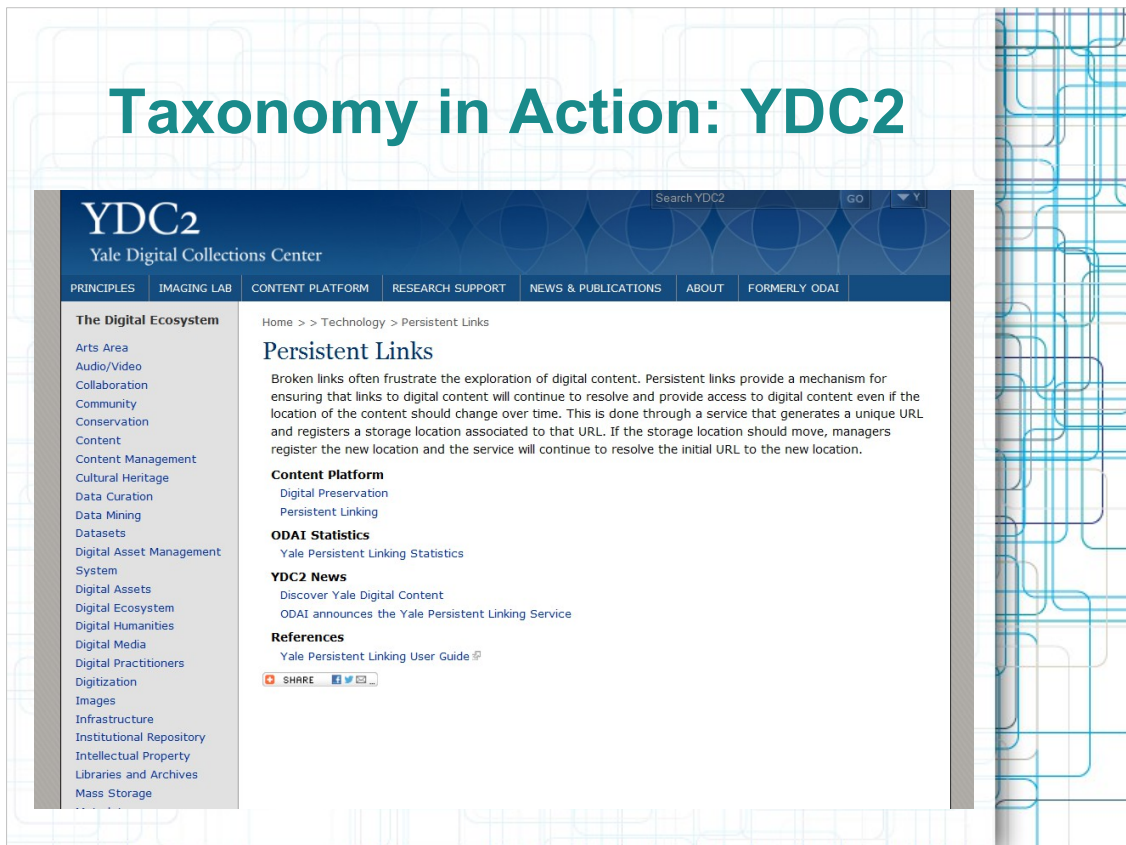 Taxonomy in Action: YDC2
Search YDC2
GO
Y
YDC2
Yale Digital Collections Center
PRINCIPLES
IMAGING LAB
CONTENT PLATFORM
RESEARCH SUPPORT
NEWS & PUBLICATIONS
ABOUT
FORMERLY ODAI
The Digital Ecosystem
Arts Area
Audio/Video
Collaboration
Community
Conservation
Content
Content Management
Cultural Heritage
Data Curation
Data Mining
Datasets
Digital Asset Management
System
Digital Assets
Digital Ecosystem
Digital Humanities
Digital Media
Digital Practitioners
Digitization
Images
Infrastructure
Institutional Repository
Intellectual Property
Libraries and Archives
Mass Storage
Home > > Technology > Persistent Links
Persistent Links
Broken links often frustrate the exploration of digital content. Persistent links provide a mechanism for
ensuring that links to digital content will continue to resolve and provide access to digital content even if the
location of the content should change over time. This is done through a service that generates a unique URL
and registers a storage location associated to that URL. If the storage location should move, managers
register the new location and the service will continue to resolve the initial URL to the new location.
Content Platform
Digital Preservation
Persistent Linking
ODAI Statistics
Yale Persistent Linking Statistics
YDC2 News
Discover Yale Digital Content
ODAI announces the Yale Persistent Linking Service
References
Yale Persistent Linking User Guide
SHARE